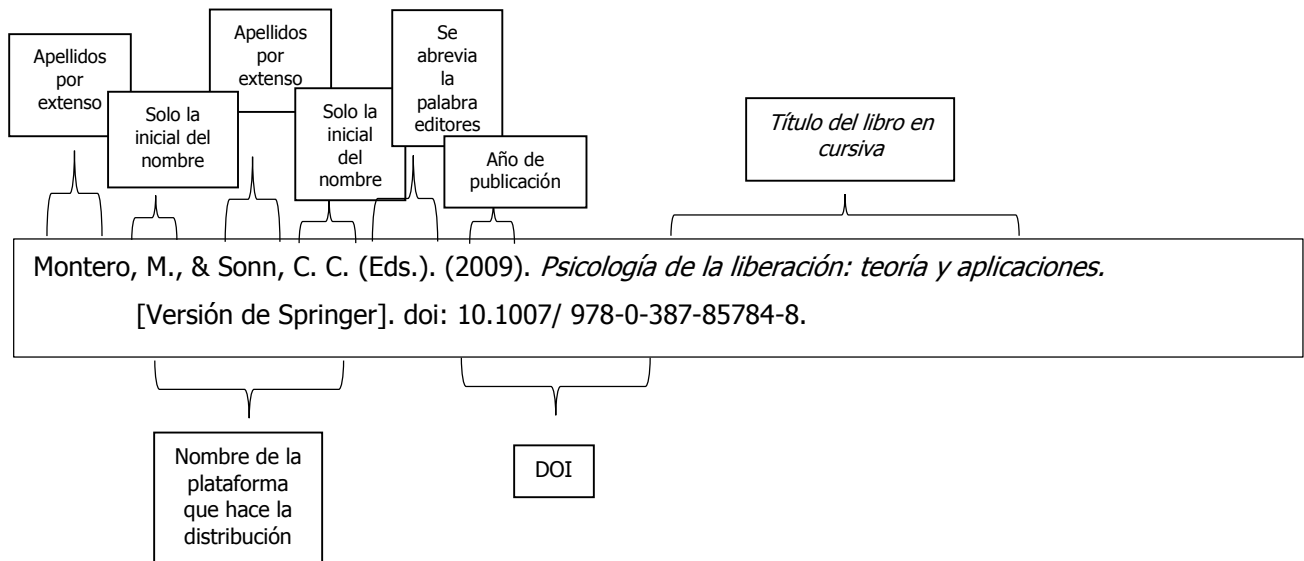 Apellidos
por
extenso
Solo la
inicial del
nombre
Apellidos
por
extenso
Solo la
inicial
del
nombre
Se
abrevia
la
palabra
editores
Año de
publicación
Título del libro en
cursiva
Montero, M., & Sonn, C. C. (Eds.). (2009). Psicología de la liberación: teoría y aplicaciones.
[Versión de Springer]. doi: 10.1007/ 978-0-387-85784-8.
Nombre de la
plataforma
que hace la
distribución
DOI